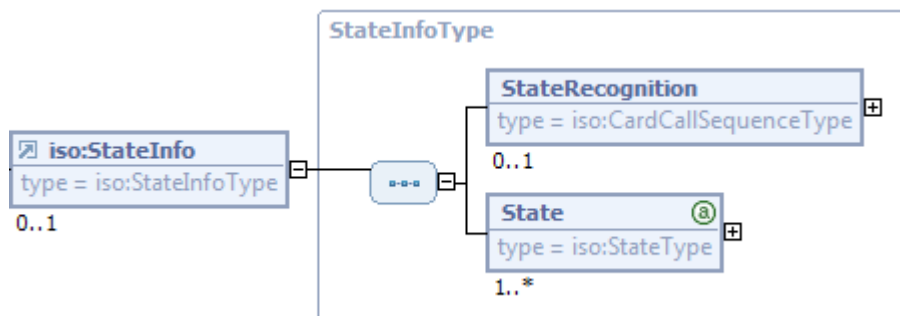 StateInfoType
StateRecognition
type = iso:CardCallSequenceType
0..1
iso:StateInfo
type = iso:StateInfoType
0..1
State a
type = iso:StateType
1..*